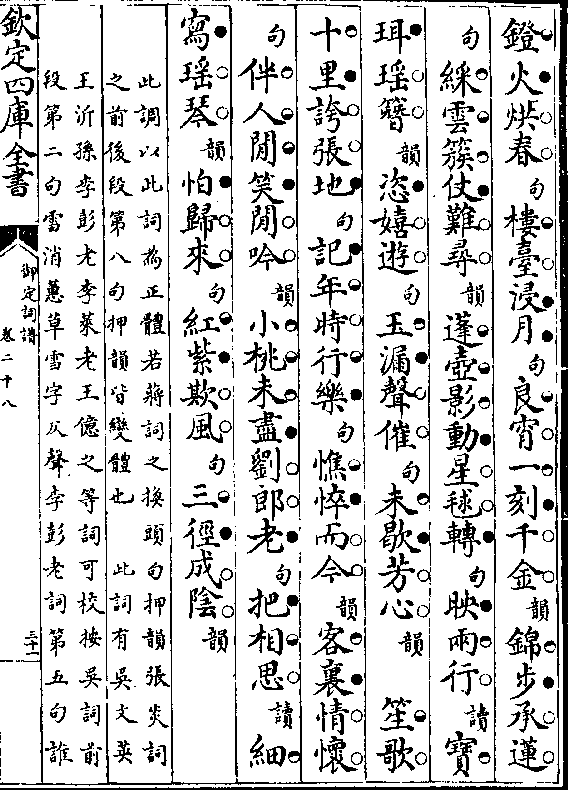 鐙火烘春句樓臺浸月句良宵一刻千金韻錦步承蓮
句綵雲簇仗難尋韻蓬壺影動星毬轉句映兩行讀寶
珥瑶簪韻恣嬉遊句玉漏聲催句未歇芳心韻笙歌
十里誇張地句記年時行樂句憔悴而今韻客裏情懷
句伴人閒笑閒吟韻小桃未盡劉郎老句把相思讀細
寫瑶琴韻怕歸來句紅紫欺風句三徑成陰韻
此調以此詞為正體若蔣詞之換頭句押韻張炎詞
之前後段第八句押韻皆變體也 此詞有吳文英
王沂孫李彭老李萊老王億之等詞可校按吳詞前
段第二句雪消蕙草雪字仄聲李彭老詞第五句誰
欽定四庫全書
御定詞譜
卷二十八
三十一